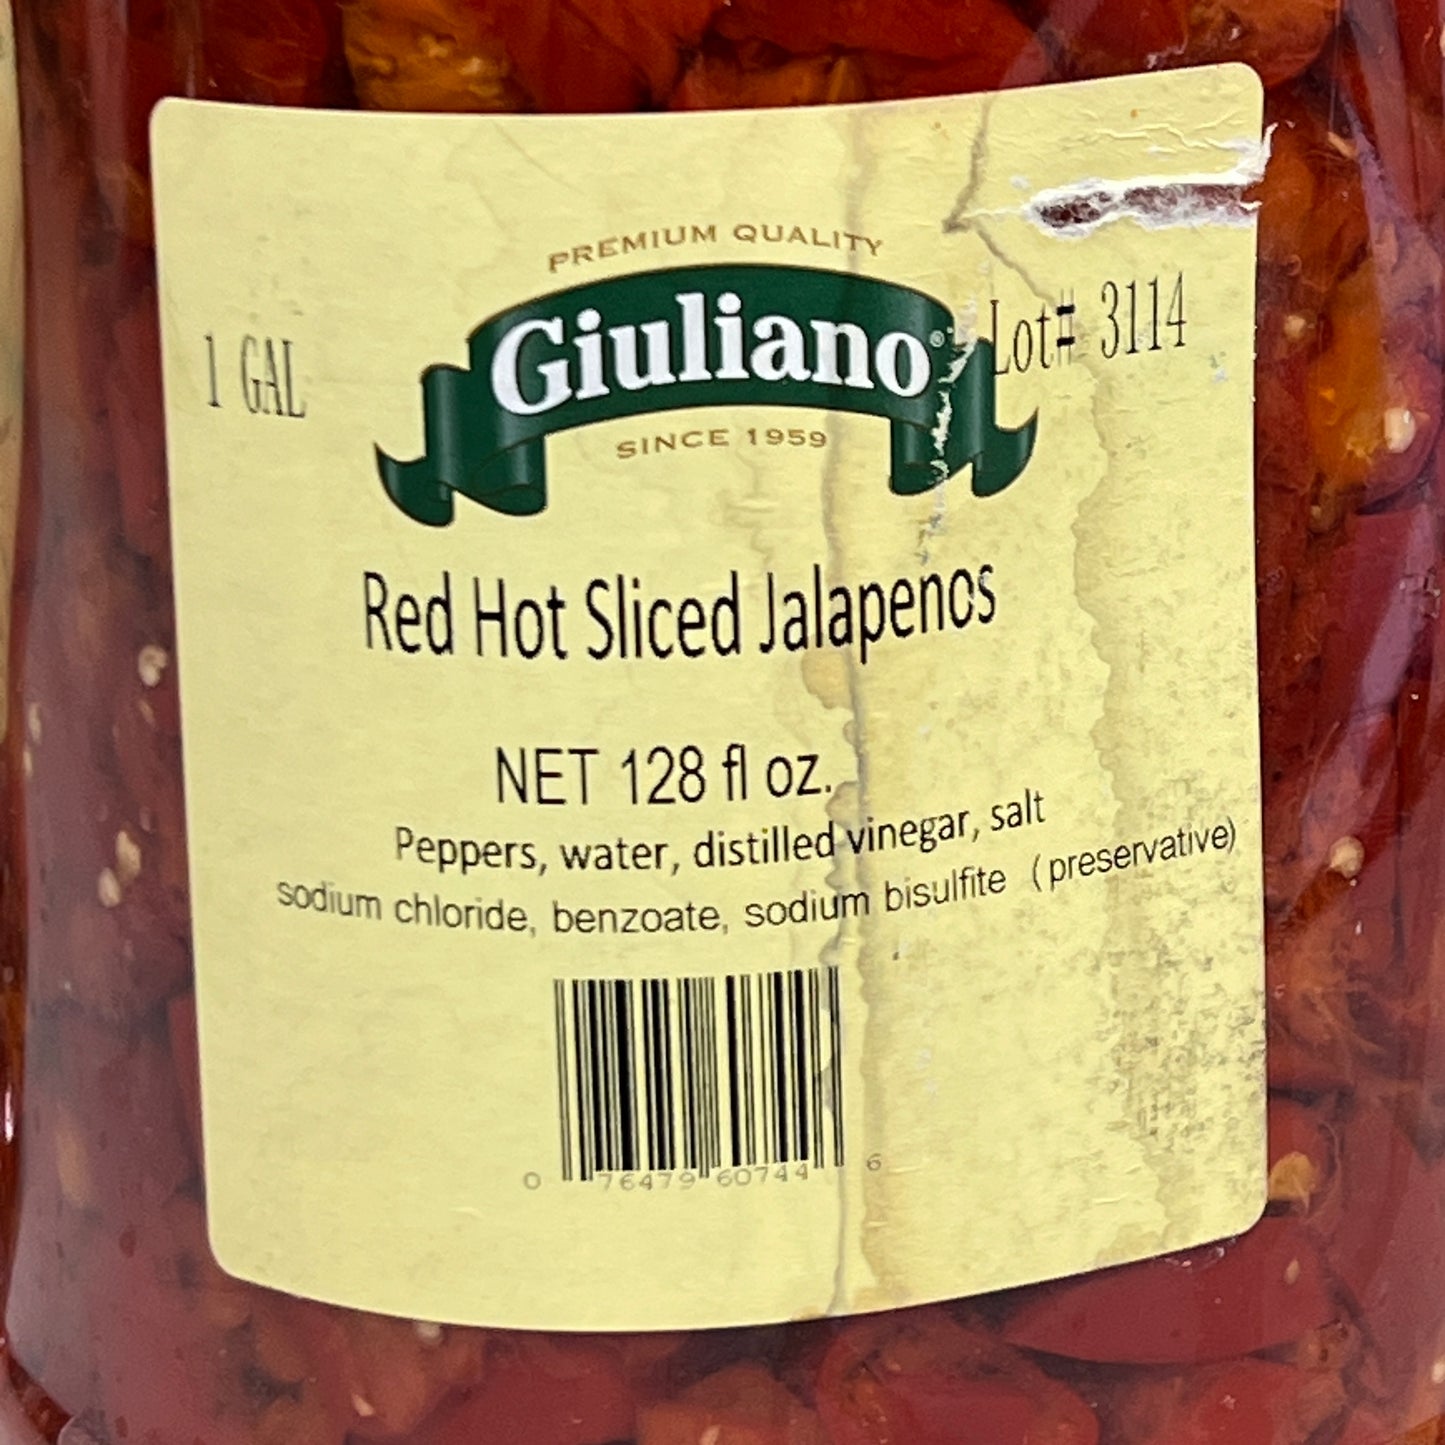 PREMIUM QUALITY
1 GAL
Giuliano®
Lot# 3114
SINCE 1959
Red Hot Sliced Jalapenos
NET 128 fl oz.
Peppers, water, distilled vinegar, salt
sodium chloride, benzoate, sodium bisulfite (preservative)
0 76479 60744 6